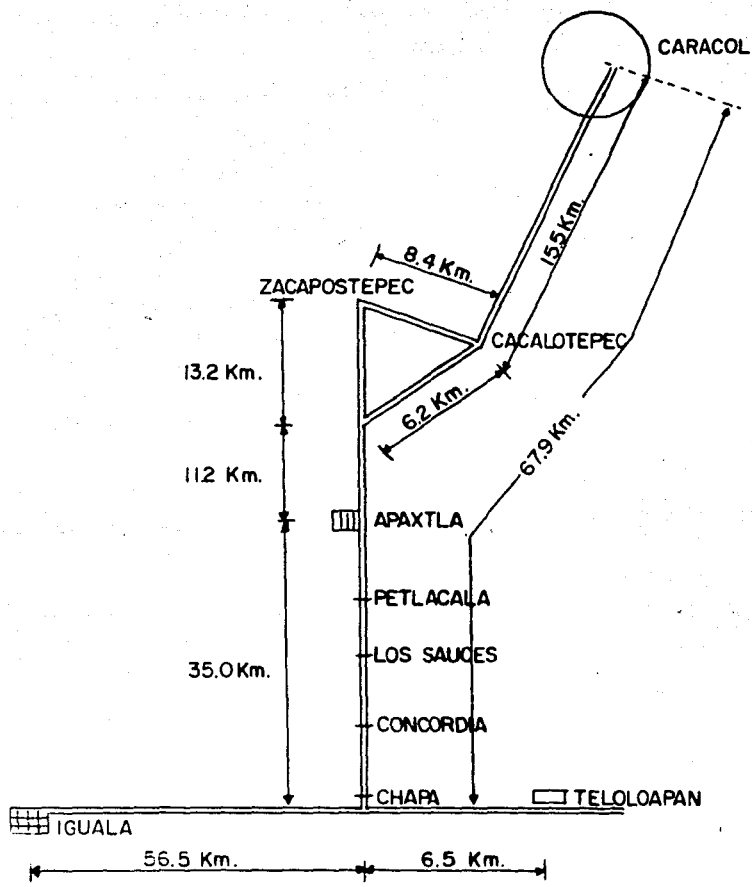 CARACOL
15.5 Km.
8.4 Km.
ZACAPOSTEPEC
CACALOTEPEC
13.2 Km.
6.2 Km.
67.9 Km.
11.2 Km.
APAXTLA
PETLACALA
LOS SAUCES
35.0 Km.
CONCORDIA
CHAPA
TELOLOAPAN
IGUALA
56.5 Km.
6.5 Km.